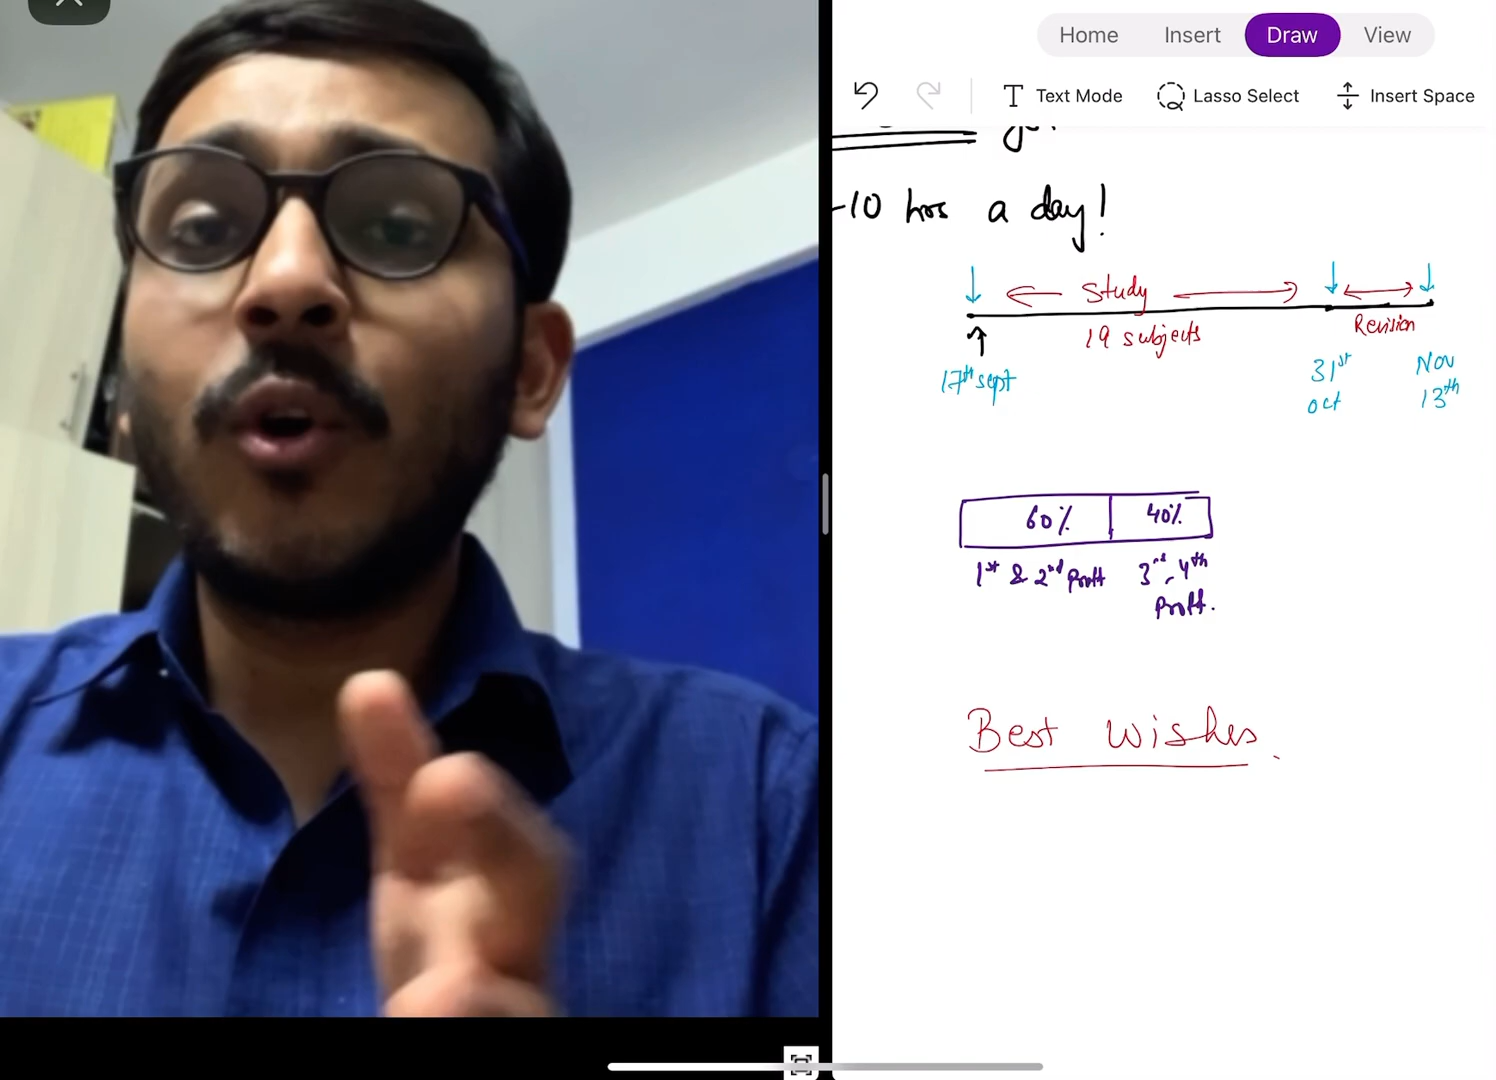 Home Insert Draw View
Text Mode Lasso Select Insert Space
-10 hrs a day!
Study
19 subjects
Revision
17th sept
31st oct
Nov 13th
60% 40%
1st & 2nd Proff
3rd, 4th Proff.
Best Wishes.